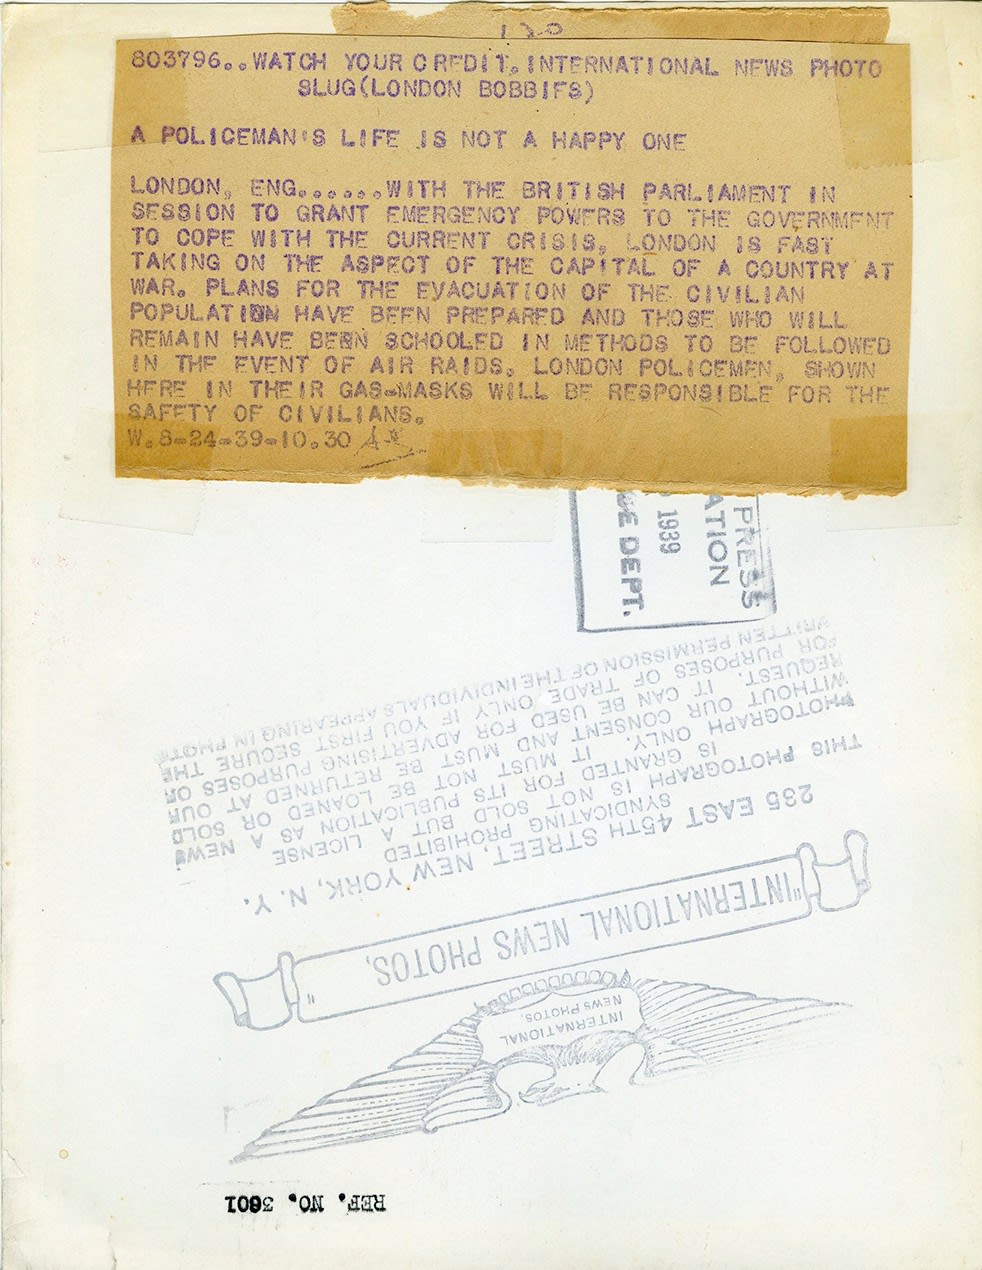 120
803796..WATCH YOUR CREDIT. INTERNATIONAL NEWS PHOTO
SLUG(LONDON BOBBIES)
A POLICEMAN'S LIFE IS NOT A HAPPY ONE
LONDON, ENG......WITH THE BRITISH PARLIAMENT IN
SESSION TO GRANT EMERGENCY POWERS TO THE GOVERNMENT
TO COPE WITH THE CURRENT CRISIS, LONDON IS FAST
TAKING ON THE ASPECT OF THE CAPITAL OF A COUNTRY AT
WAR. PLANS FOR THE EVACUATION OF THE CIVILIAN
POPULATION HAVE BEEN PREPARED AND THOSE WHO WILL
REMAIN HAVE BEEN SCHOOLED IN METHODS TO BE FOLLOWED
IN THE EVENT OF AIR RAIDS. LONDON POLICEMEN, SHOWN
HERE IN THEIR GAS-MASKS WILL BE RESPONSIBLE FOR THE
SAFETY OF CIVILIANS.
W.8-24-39-10.30
PRESS
ATION
1939
CE DEPT.
INTERNATIONAL
NEWS PHOTOS.
"INTERNATIONAL NEWS PHOTOS,"
235 EAST 45TH STREET, NEW YORK, N. Y.
SYNDICATING PROHIBITED
THIS PHOTOGRAPH IS NOT SOLD BUT A LICENSE
IS GRANTED FOR ITS PUBLICATION AS A NEWS
PHOTOGRAPH ONLY. IT MUST NOT BE LOANED OR SOLD
WITHOUT OUR CONSENT AND MUST BE RETURNED AT OUR
REQUEST. IT CAN BE USED FOR ADVERTISING PURPOSES OR
FOR PURPOSES OF TRADE ONLY IF YOU FIRST SECURE THE
WRITTEN PERMISSION OF THE INDIVIDUALS APPEARING IN PHOTO
REF. NO. 3601